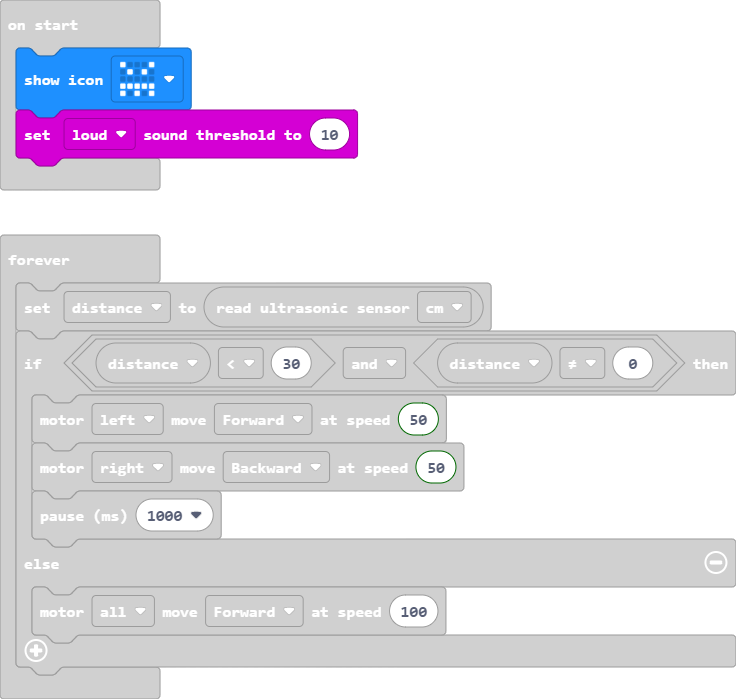 on start
show icon
set loud sound threshold to 10
forever
set distance to read ultrasonic sensor cm
if distance < 30 and distance ≠ 0 then
motor left move Forward at speed 50
motor right move Backward at speed 50
pause (ms) 1000
else
motor all move Forward at speed 100